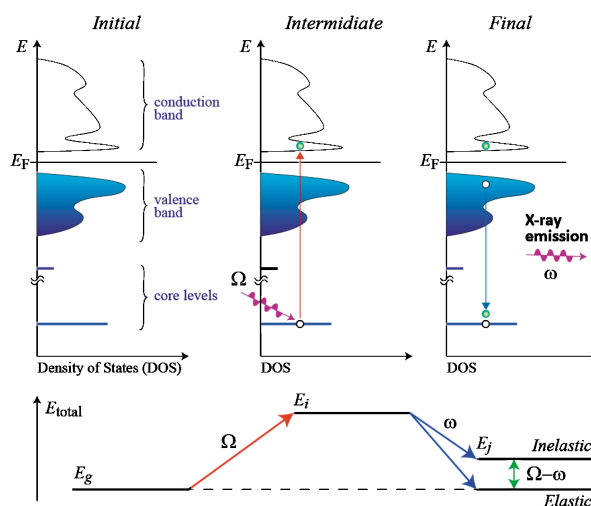 Initial
Intermidiate
Final
E
E
E
conduction
band
EF
EF
EF
valence
band
X-ray
emission
ω
Ω
core levels
Density of States (DOS)
DOS
DOS
Etotal
Ei
Ω
ω
Ej
Inelastic
Eg
Ω−ω
Elastic